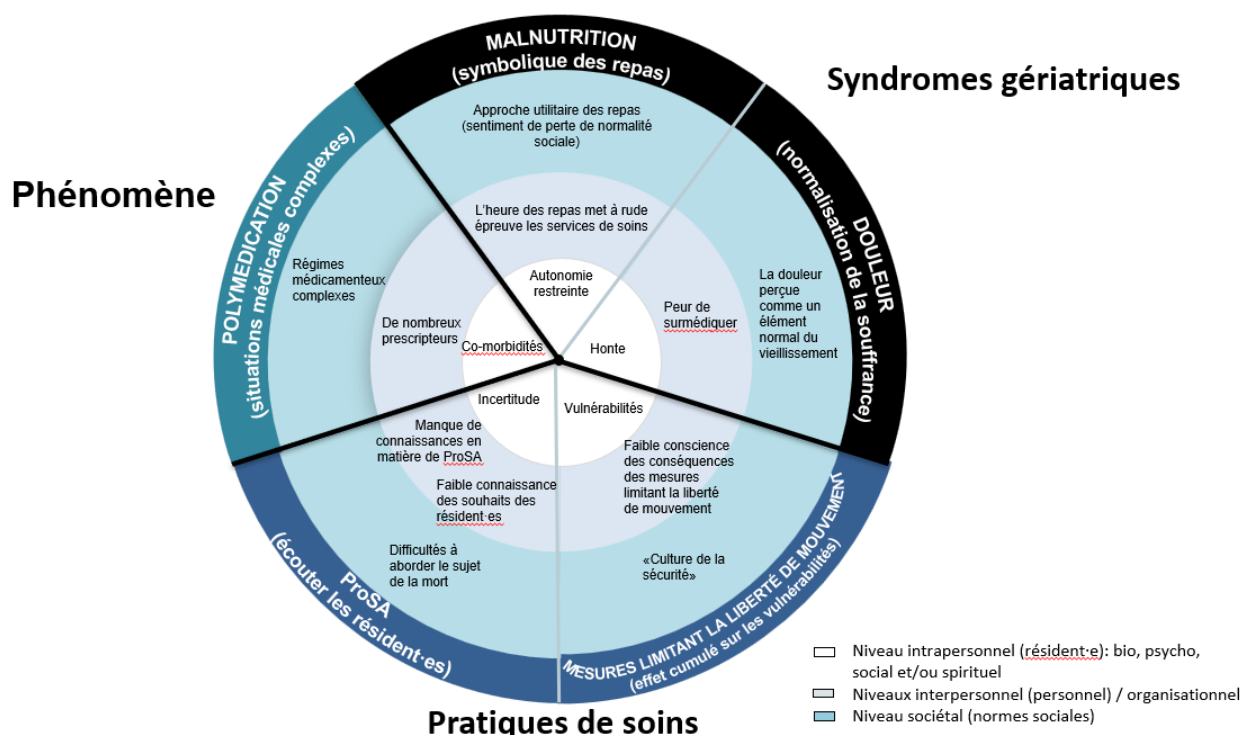 MALNUTRITION
(symbolique des repas)
Syndromes gériatriques
Approche utilitaire des repas
(sentiment de perte de normalité
sociale)
Phénomène
POLYMEDICATION
(situations médicales complexes)
DOULEUR
(normalisation de la souffrance)
L'heure des repas met à rude
épreuve les services de soins
Régimes
médicamenteux
complexes
Autonomie
restreinte
La douleur
perçue
comme un
élément
normal du
vieillissement
Peur de
surmédiquer
De nombreux
prescripteurs
Co-morbidités
Honte
Incertitude
Vulnérabilités
Manque de
connaissances en
matière de ProSA
Faible conscience
des conséquences
des mesures
limitant la liberté
de mouvement
Faible connaissance
des souhaits des
résident·es
Difficultés à
aborder le sujet
de la mort
«Culture de la
sécurité»
ProSA
(écouter les résident·es)
MESURES LIMITANT LA LIBERTÉ DE MOUVEMENT
(effet cumulé sur les vulnérabilités)
Pratiques de soins
Niveau intrapersonnel (résident·e): bio, psycho,
social et/ou spirituel
Niveaux interpersonnel (personnel) / organisationnel
Niveau sociétal (normes sociales)